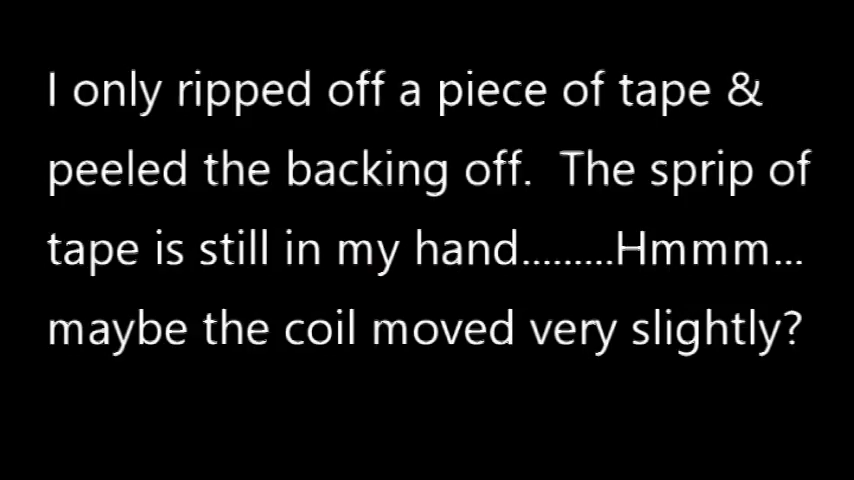 I only ripped off a piece of tape &
peeled the backing off.  The sprip of
tape is still in my hand.........Hmmm...
maybe the coil moved very slightly?